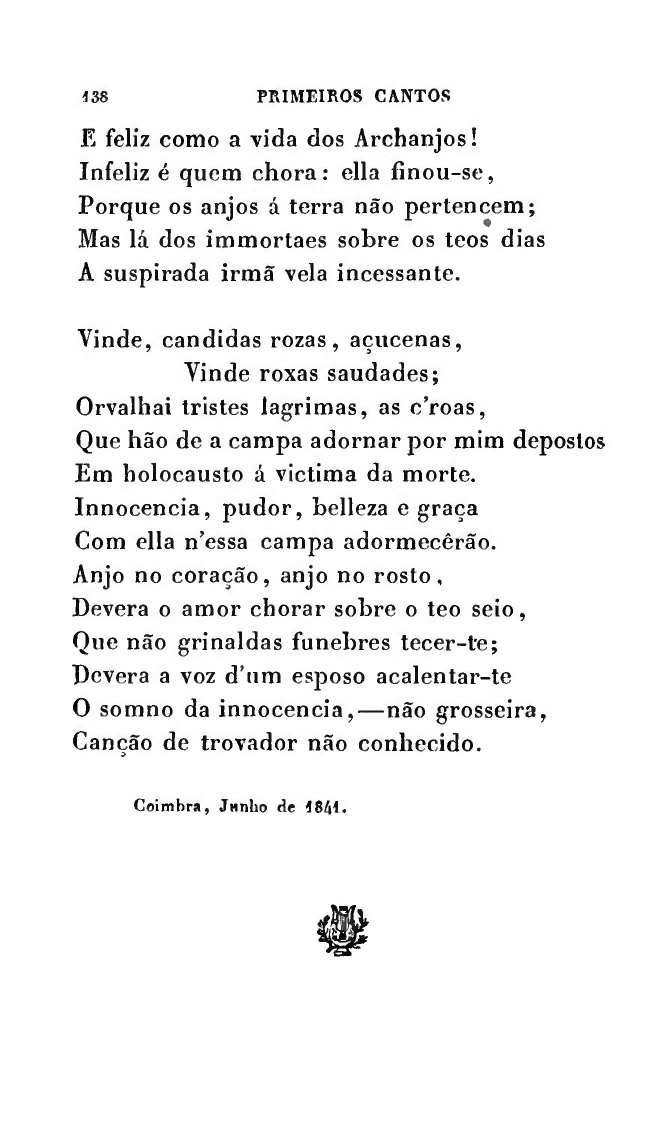 138 PRIMEIROS CANTOS
E feliz como a vida dos Archanjos!
Infeliz é quem chora: ella finou-se,
Porque os anjos á terra não pertencem;
Mas lá dos immortaes sobre os teos dias
A suspirada irmã vela incessante.

Vinde, candidas rozas, açucenas,
Vinde roxas saudades;
Orvalhai tristes lagrimas, as c'roas,
Que hão de a campa adornar por mim depostos
Em holocausto á victima da morte.
Innocencia, pudor, belleza e graça
Com ella n'essa campa adormecêrão.
Anjo no coração, anjo no rosto,
Devera o amor chorar sobre o teo seio,
Que não grinaldas funebres tecer-te;
Devera a voz d'um esposo acalentar-te
O somno da innocencia,—não grosseira,
Canção de trovador não conhecido.

Coimbra, Junho de 1841.